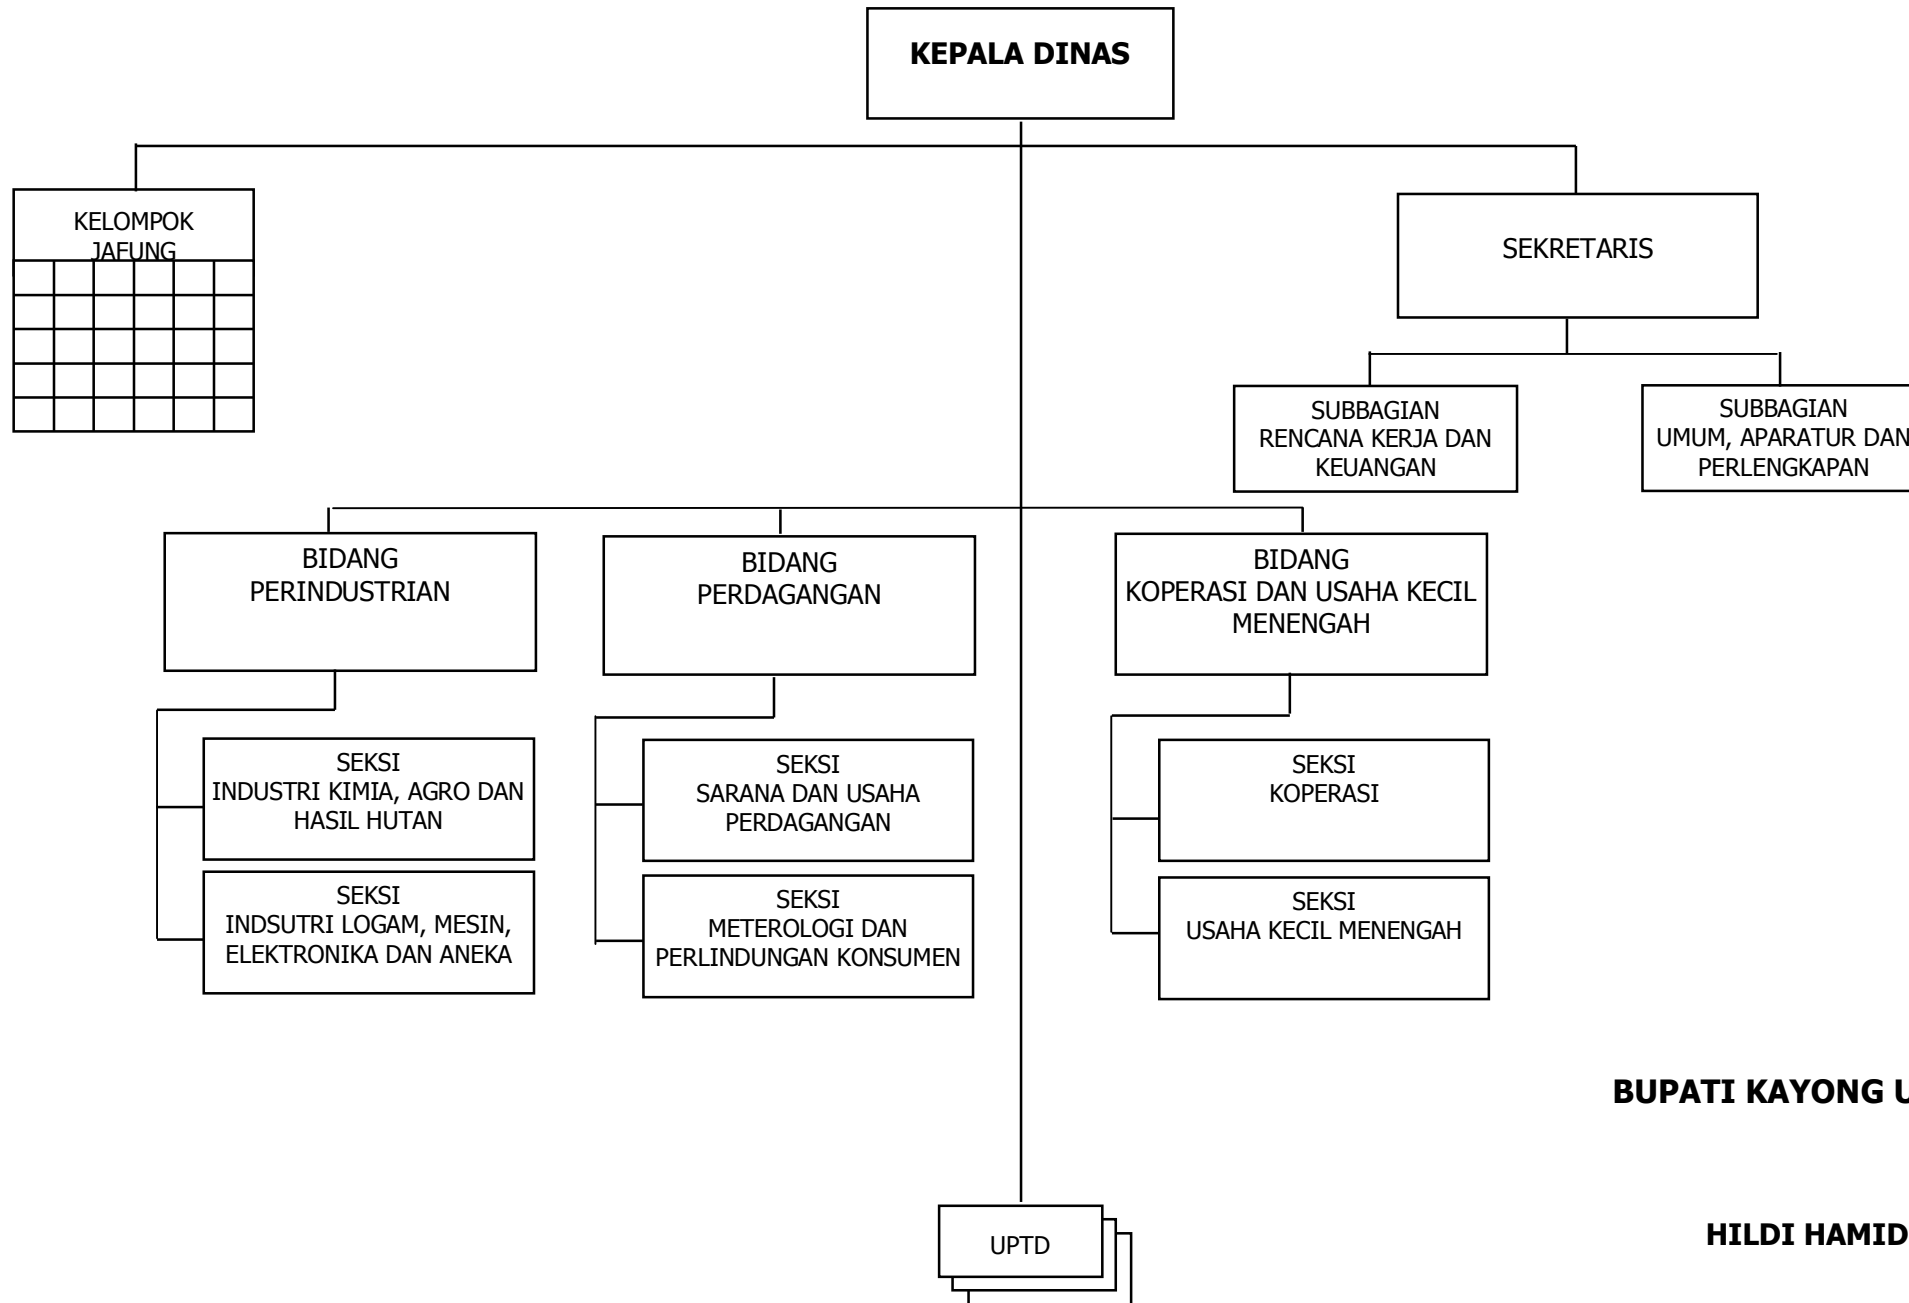 KEPALA DINAS
KELOMPOK
JAFUNG
SEKRETARIS
SUBBAGIAN
RENCANA KERJA DAN
KEUANGAN
SUBBAGIAN
UMUM, APARATUR DAN
PERLENGKAPAN
BIDANG
PERINDUSTRIAN
BIDANG
PERDAGANGAN
BIDANG
KOPERASI DAN USAHA KECIL
MENENGAH
SEKSI
INDUSTRI KIMIA, AGRO DAN
HASIL HUTAN
SEKSI
INDSUTRI LOGAM, MESIN,
ELEKTRONIKA DAN ANEKA
SEKSI
SARANA DAN USAHA
PERDAGANGAN
SEKSI
METEROLOGI DAN
PERLINDUNGAN KONSUMEN
SEKSI
KOPERASI
SEKSI
USAHA KECIL MENENGAH
BUPATI KAYONG
UPTD
HILDI HAMID